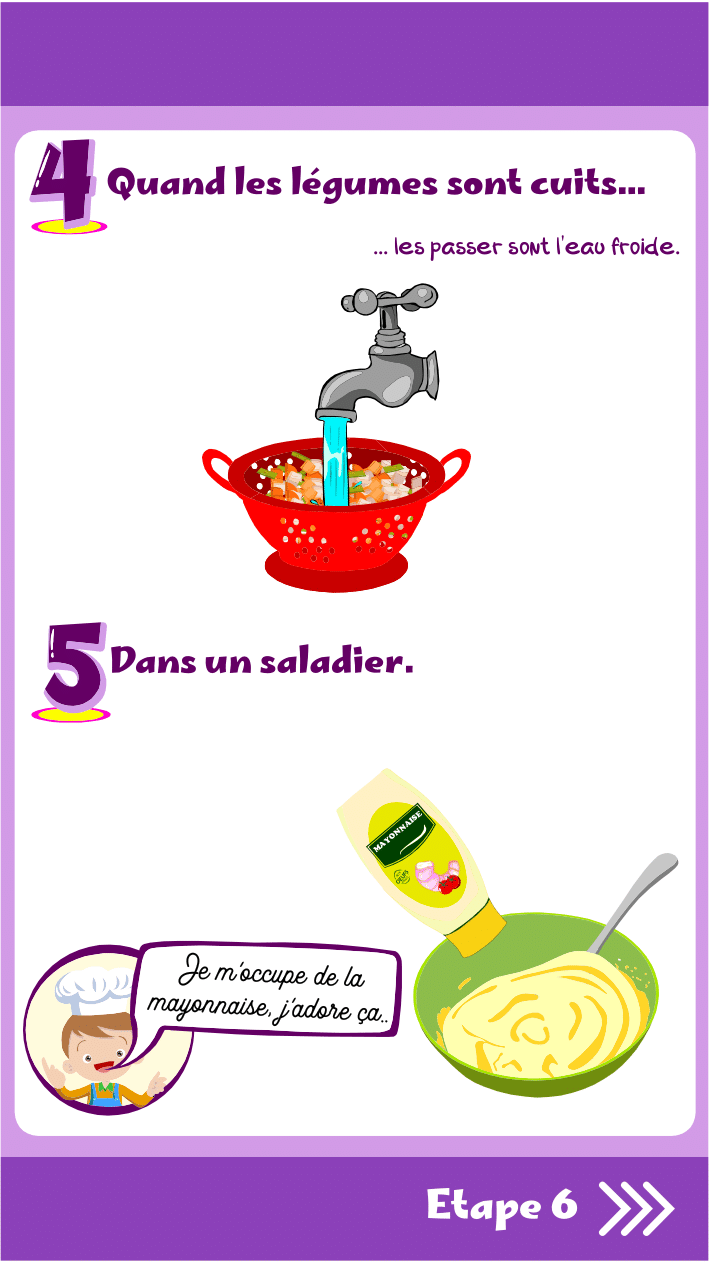 4 Quand les légumes sont cuits...
... les passer sont l'eau froide.
5 Dans un saladier.
MAYONNAISE
Je m'occupe de la
mayonnaise, j'adore ça..
Etape 6